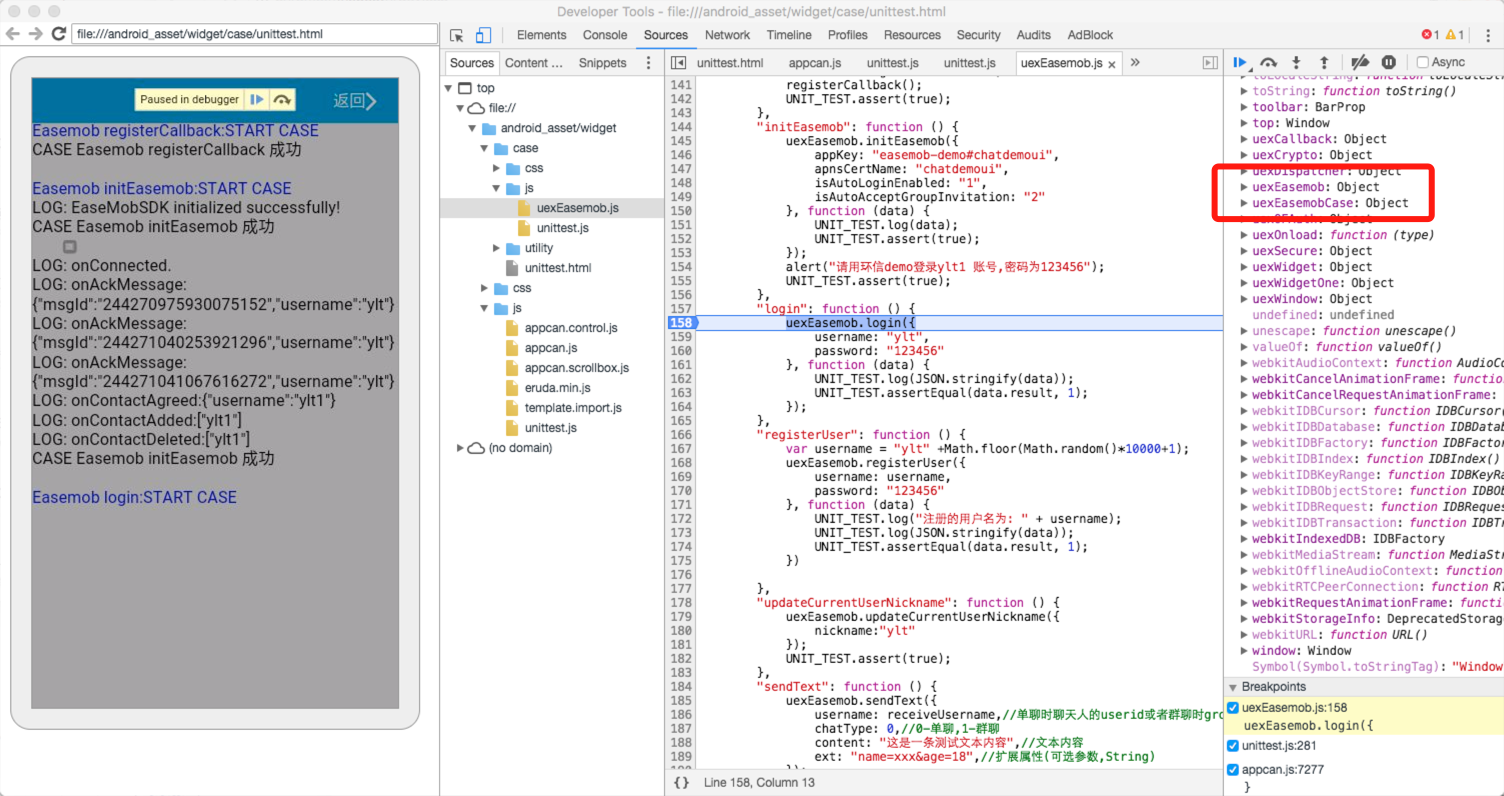 Developer Tools - file:///android_asset/widget/case/unittest.html
file:///android_asset/widget/case/unittest.html
Elements Console Sources Network Timeline Profiles Resources Security Audits AdBlock
1 1
Paused in debugger
返回
Easemob registerCallback:START CASE
CASE Easemob registerCallback 成功
Easemob initEasemob:START CASE
LOG: EaseMobSDK initialized successfully!
CASE Easemob initEasemob 成功
LOG: onConnected.
LOG: onAckMessage:
{"msgId":"244270975930075152","username":"ylt"}
LOG: onAckMessage:
{"msgId":"244271040253921296","username":"ylt"}
LOG: onAckMessage:
{"msgId":"244271041067616272","username":"ylt"}
LOG: onContactAgreed:{"username":"ylt1"}
LOG: onContactAdded:["ylt1"]
LOG: onContactDeleted:["ylt1"]
CASE Easemob initEasemob 成功
Easemob login:START CASE
Sources Content ... Snippets
top
file://
android_asset/widget
case
css
js
uexEasemob.js
unittest.js
utility
unittest.html
css
js
appcan.control.js
appcan.js
appcan.scrollbox.js
eruda.min.js
template.import.js
unittest.js
(no domain)
unittest.html appcan.js unittest.js unittest.js uexEasemob.js × »
141 registerCallback();
142 UNIT_TEST.assert(true);
143 },
144 "initEasemob": function () {
145 uexEasemob.initEasemob({
146 appKey: "easemob-demo#chatdemoui",
147 apnsCertName: "chatdemoui",
148 isAutoLoginEnabled: "1",
149 isAutoAcceptGroupInvitation: "2"
150 }, function (data) {
151 UNIT_TEST.log(data);
152 UNIT_TEST.assert(true);
153 });
154 alert("请用环信demo登录ylt1 账号,密码为123456");
155 UNIT_TEST.assert(true);
156 },
157 "login": function () {
158 uexEasemob.login({
159 username: "ylt",
160 password: "123456"
161 }, function (data) {
162 UNIT_TEST.log(JSON.stringify(data));
163 UNIT_TEST.assertEqual(data.result, 1);
164 });
165 },
166 "registerUser": function () {
167 var username = "ylt" +Math.floor(Math.random()*10000+1);
168 uexEasemob.registerUser({
169 username: username,
170 password: "123456"
171 }, function (data) {
172 UNIT_TEST.log("注册的用户名为: " + username);
173 UNIT_TEST.log(JSON.stringify(data));
174 UNIT_TEST.assertEqual(data.result, 1);
175 })
176
177 },
178 "updateCurrentUserNickname": function () {
179 uexEasemob.updateCurrentUserNickname({
180 nickname:"ylt"
181 });
182 UNIT_TEST.assert(true);
183 },
184 "sendText": function () {
185 uexEasemob.sendText({
186 username: receiveUsername,//单聊时聊天人的userid或者群聊时gro
187 chatType: 0,//0-单聊,1-群聊
188 content: "这是一条测试文本内容",//文本内容
189 ext: "name=xxx&age=18",//扩展属性(可选参数,String)
{} Line 158, Column 13
Async
toLocaleString: function toLocaleStr
toString: function toString()
toolbar: BarProp
top: Window
uexCallback: Object
uexCrypto: Object
uexDispatcher: Object
uexEasemob: Object
uexEasemobCase: Object
uexOnload: function (type)
uexSecure: Object
uexWidget: Object
uexWidgetOne: Object
uexWindow: Object
undefined: undefined
unescape: function unescape()
valueOf: function valueOf()
webkitAudioContext: function AudioCo
webkitCancelAnimationFrame: functio
webkitCancelRequestAnimationFrame:
webkitIDBCursor: function IDBCursor(
webkitIDBDatabase: function IDBDatab
webkitIDBFactory: function IDBFactor
webkitIDBIndex: function IDBIndex()
webkitIDBKeyRange: function IDBKeyRa
webkitIDBObjectStore: function IDBOb
webkitIDBRequest: function IDBReques
webkitIDBTransaction: function IDBTr
webkitIndexedDB: IDBFactory
webkitMediaStream: function MediaStr
webkitOfflineAudioContext: function
webkitRTCPeerConnection: function RT
webkitRequestAnimationFrame: functi
webkitStorageInfo: DeprecatedStorage
webkitURL: function URL()
window: Window
Symbol(Symbol.toStringTag): "Window
Breakpoints
uexEasemob.js:158
uexEasemob.login({
unittest.js:281
appcan.js:7277
}